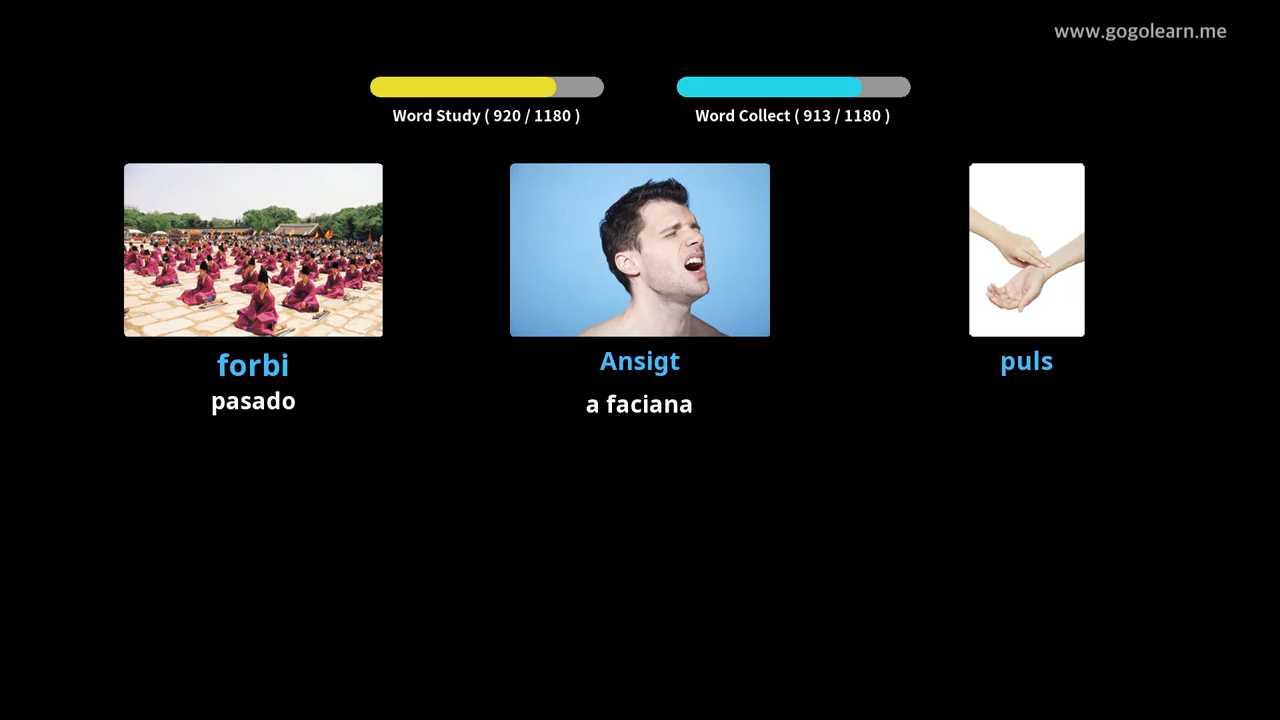 www.gogolearn.me
Word Study ( 920 / 1180 )
Word Collect ( 913 / 1180 )
forbi
pasado
Ansigt
a faciana
puls